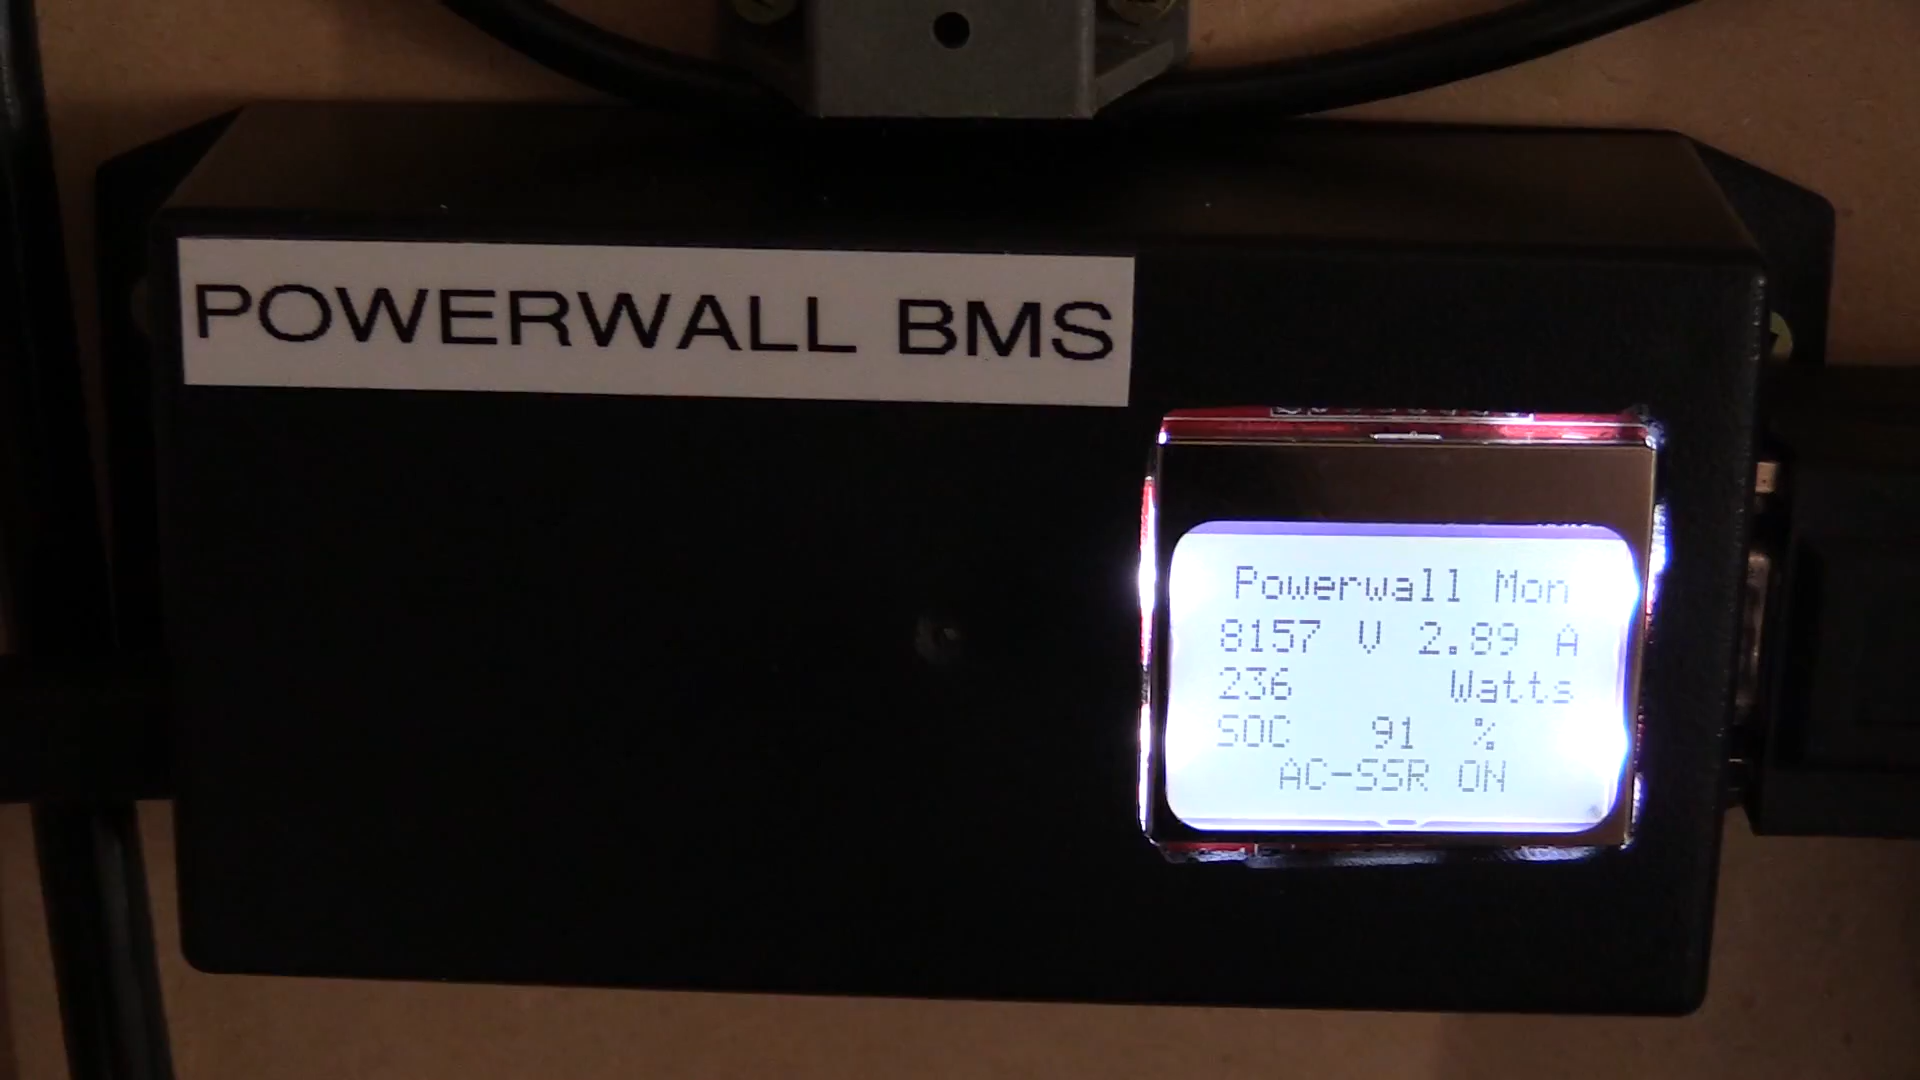 POWERWALL BMS
Powerwall Mon
8157 V 2.89 A
236 Watts
SOC 91 %
AC-SSR ON